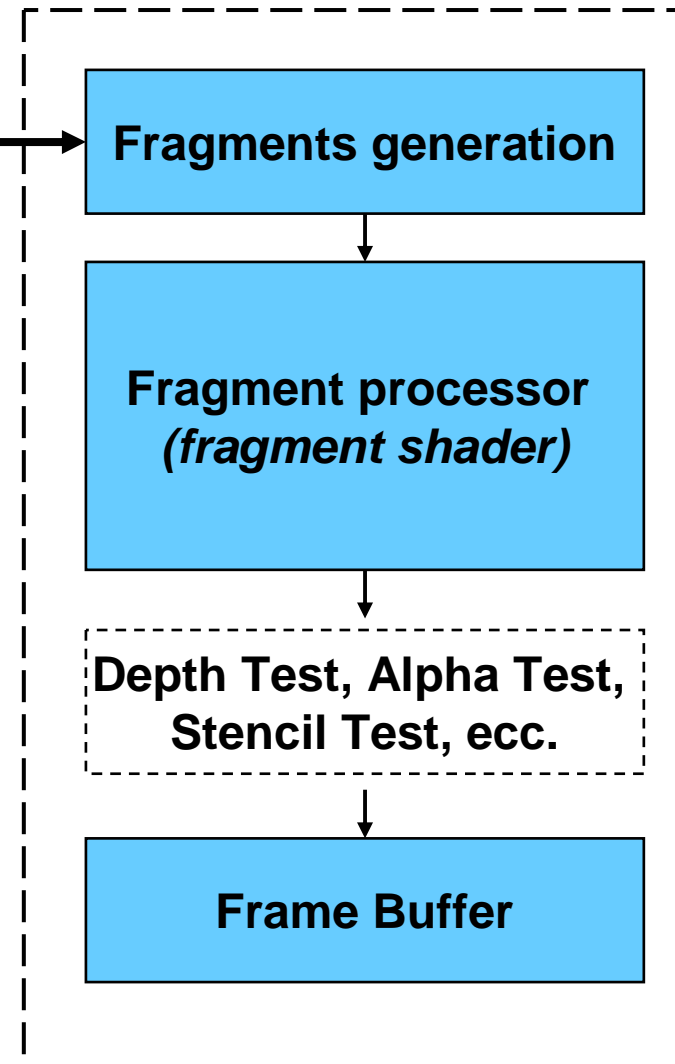 Fragments generation
Fragment processor
(fragment shader)
Depth Test, Alpha Test,
Stencil Test, ecc.
Frame Buffer